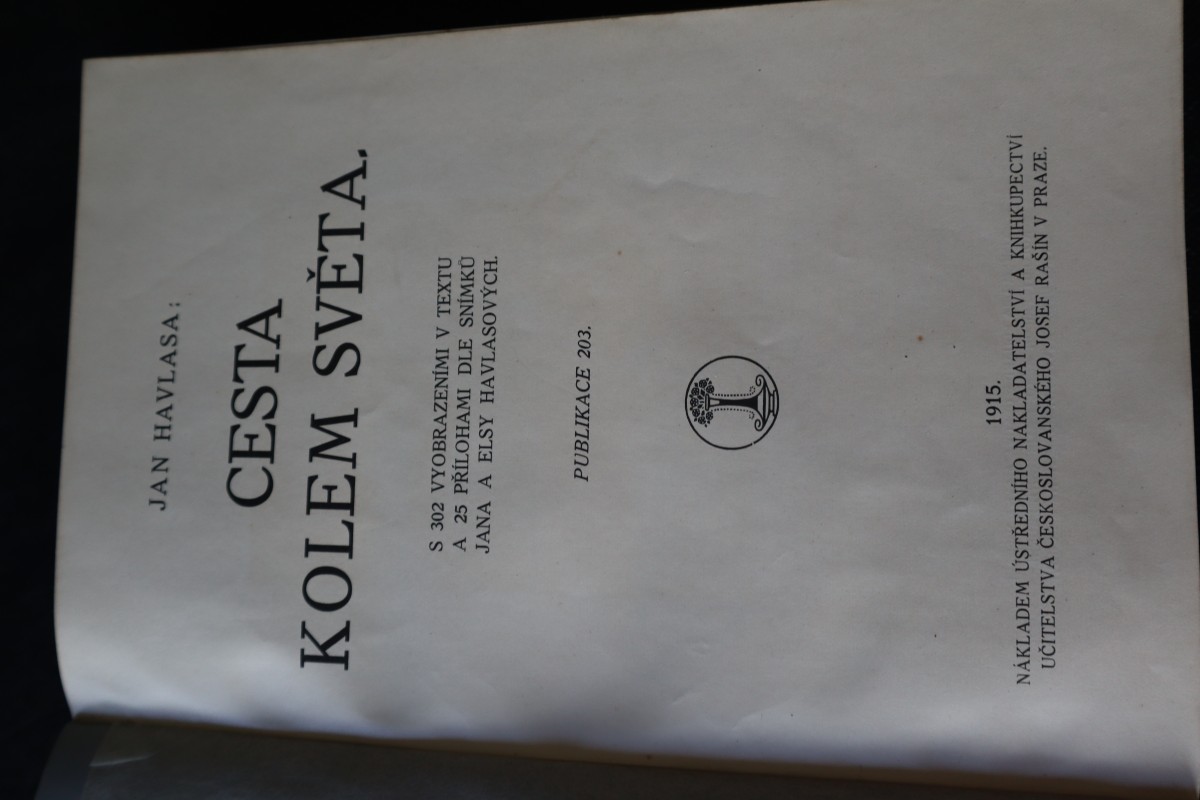 JAN HAVLASA:
CESTA
KOLEM SVĚTA.
S 302 VYOBRAZENÍMI V TEXTU
A 25 PŘÍLOHAMI DLE SNÍMKŮ
JANA A ELSY HAVLASOVÝCH.
PUBLIKACE 203.
1915.
NÁKLADEM ÚSTŘEDNÍHO NAKLADATELSTVÍ A KNIHKUPECTVÍ
UČITELSTVA ČESKOSLOVANSKÉHO JOSEF RAŠÍN V PRAZE.